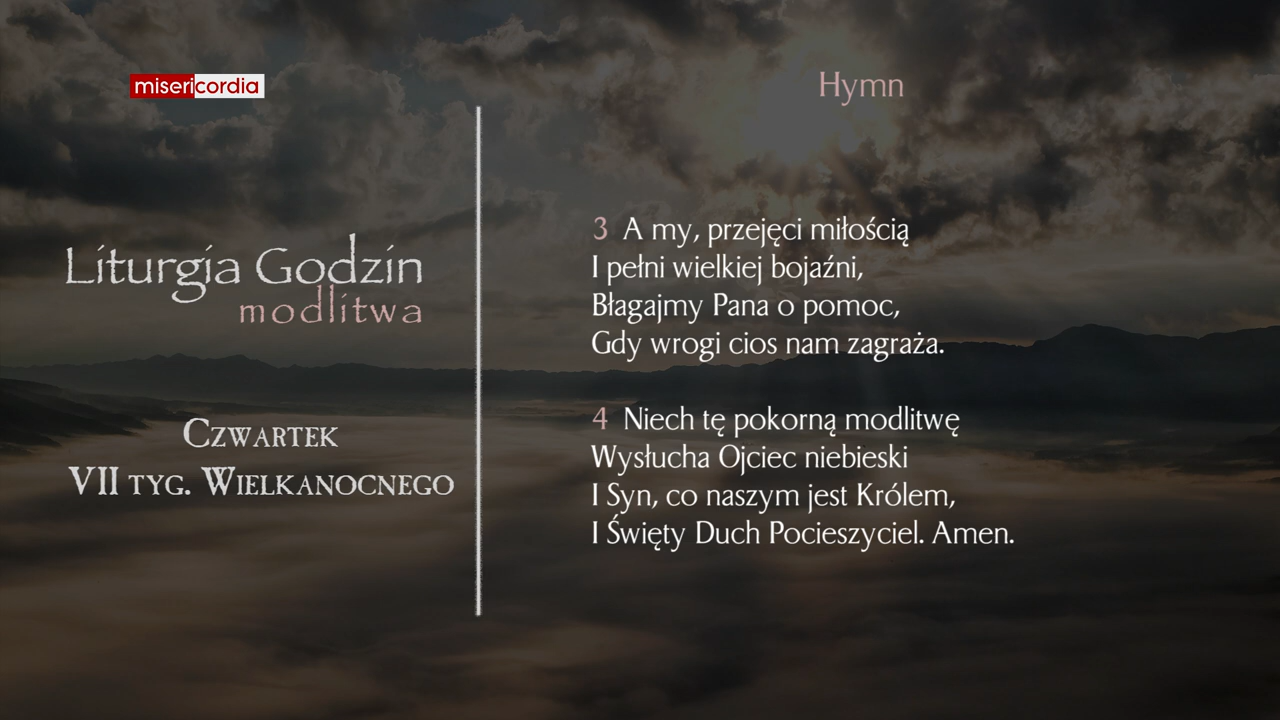 misericordia
Liturgia Godzin
modlitwa
Czwartek
VII tyg. Wielkanocnego
Hymn
3 A my, przejęci miłością
I pełni wielkiej bojaźni,
Błagajmy Pana o pomoc,
Gdy wrogi cios nam zagraża.
4 Niech tę pokorną modlitwę
Wysłucha Ojciec niebieski
I Syn, co naszym jest Królem,
I Święty Duch Pocieszyciel. Amen.